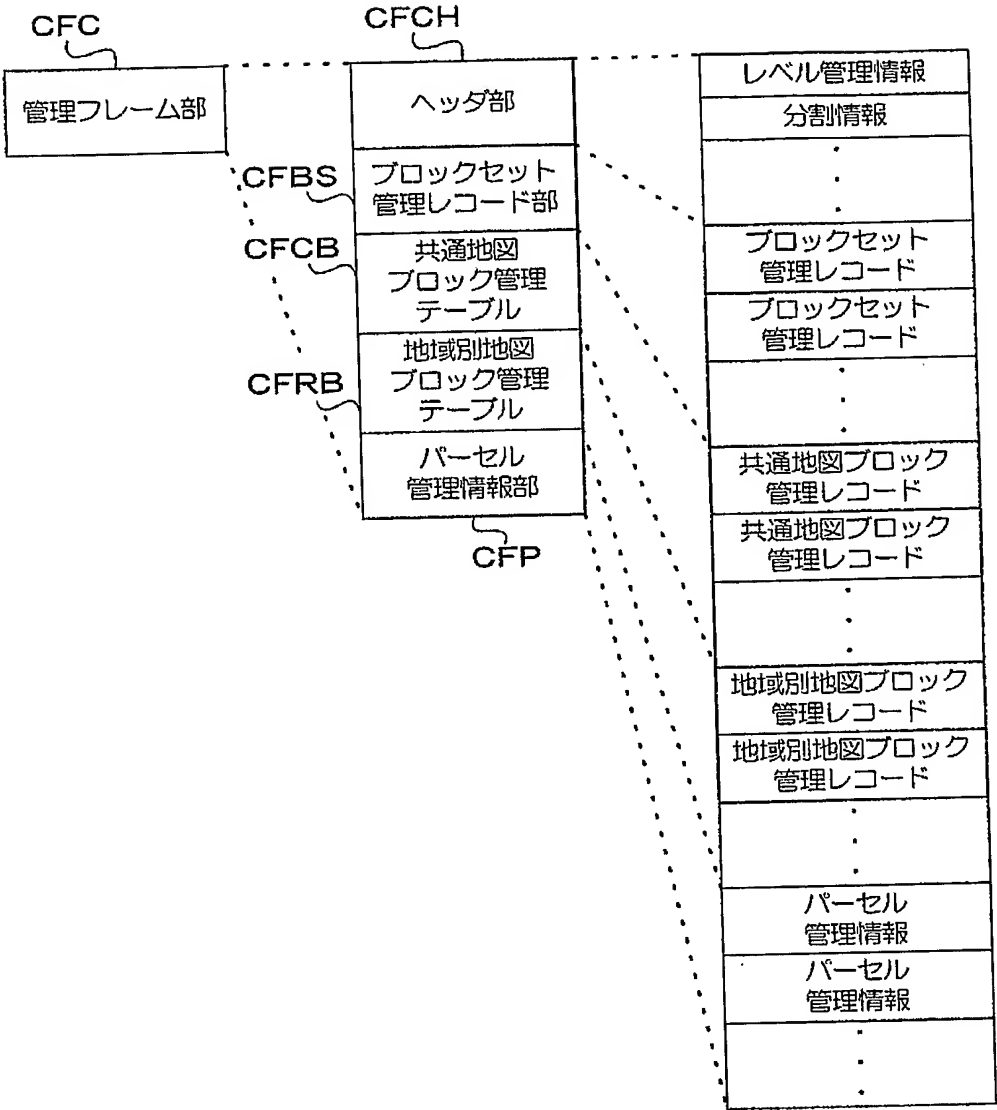 CFC
管理フレーム部
CFCH
ヘッダ部
CFBS
ブロックセット
管理レコード部
CFCB
共通地図
ブロック管理
テーブル
CFRB
地域別地図
ブロック管理
テーブル
パーセル
管理情報部
CFP
レベル管理情報
分割情報
ブロックセット
管理レコード
ブロックセット
管理レコード
共通地図ブロック
管理レコード
共通地図ブロック
管理レコード
地域別地図ブロック
管理レコード
地域別地図ブロック
管理レコード
パーセル
管理情報
パーセル
管理情報